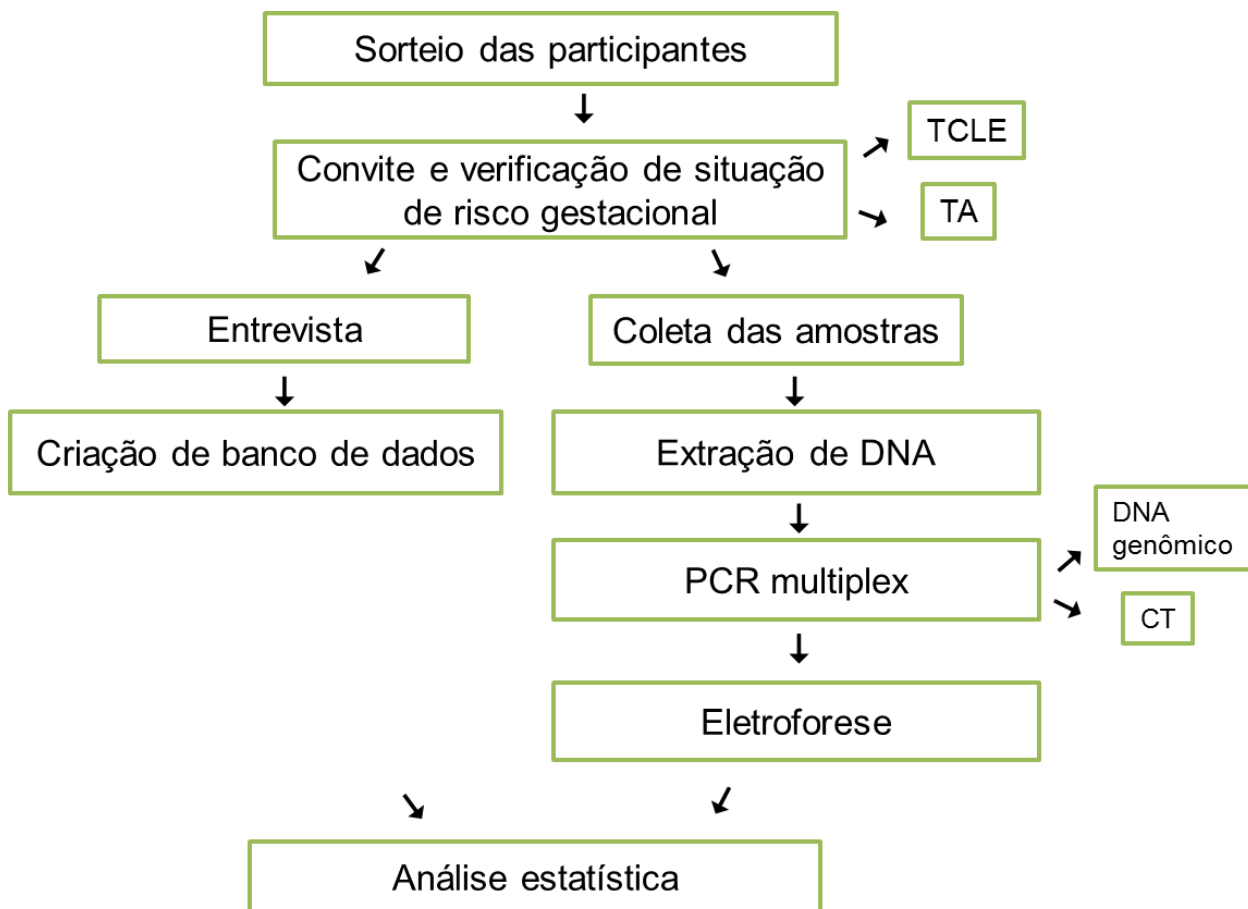 Sorteio das participantes
TCLE
Convite e verificação de situação
de risco gestacional
TA
Entrevista
Coleta das amostras
Criação de banco de dados
Extração de DNA
DNA
genômico
PCR multiplex
CT
Eletroforese
Análise estatística